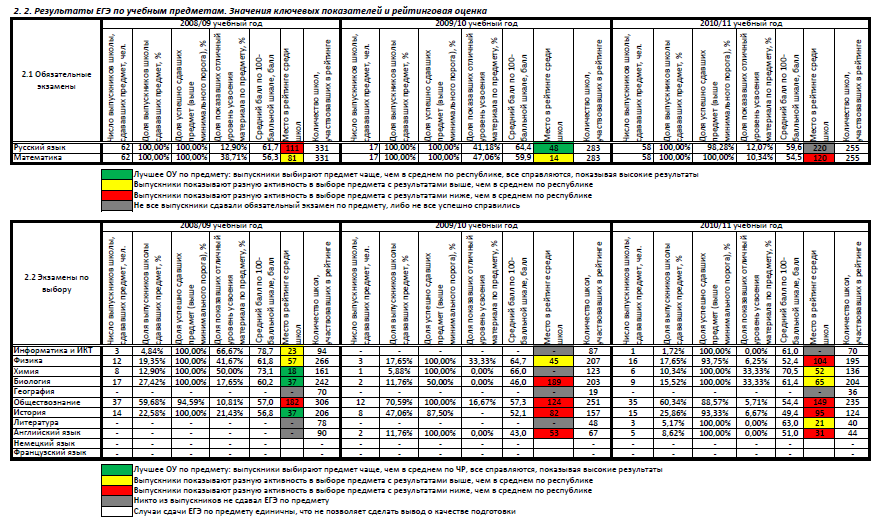 2. 2. Результаты ЕГЭ по учебным предметам. Значения ключевых показателей и рейтинговая оценка
2.1 Обязательные экзамены
2008/09 учебный год 2009/10 учебный год 2010/11 учебный год
Число выпускников школы, сдававших предмет, чел.
Доля выпускников школы сдававших предмет, %
Доля успешно сдавших предмет (выше минимального порога), %
Доля показавших отличный уровень усвоения материала по предмету, %
Средний балл по 100-бальной шкале, балл
Место в рейтинге среди школ
Количество школ, участвовавших в рейтинге
Число выпускников школы, сдававших предмет, чел.
Доля выпускников школы сдававших предмет, %
Доля успешно сдавших предмет (выше минимального порога), %
Доля показавших отличный уровень усвоения материала по предмету, %
Средний балл по 100-бальной шкале, балл
Место в рейтинге среди школ
Количество школ, участвовавших в рейтинге
Число выпускников школы, сдававших предмет, чел.
Доля выпускников школы сдававших предмет, %
Доля успешно сдавших предмет (выше минимального порога), %
Доля показавших отличный уровень усвоения материала по предмету, %
Средний балл по 100-бальной шкале, балл
Место в рейтинге среди школ
Количество школ, участвовавших в рейтинге
Русский язык 62 100,00% 100,00% 12,90% 61,7 111 331 17 100,00% 100,00% 41,18% 64,4 48 283 58 100,00% 98,28% 12,07% 59,6 220 255
Математика 62 100,00% 100,00% 38,71% 56,3 81 331 17 100,00% 100,00% 47,06% 59,9 14 283 58 100,00% 100,00% 10,34% 54,5 120 255
Лучшее ОУ по предмету: выпускники выбирают предмет чаще, чем в среднем по республике, все справляются, показывая высокие результаты
Выпускники показывают разную активность в выборе предмета с результатами выше, чем в среднем по республике
Выпускники показывают разную активность в выборе предмета с результатами ниже, чем в среднем по республике
Не все выпускники сдавали обязательный экзамен по предмету, либо не все успешно справились
2.2 Экзамены по выбору
2008/09 учебный год 2009/10 учебный год 2010/11 учебный год
Число выпускников школы, сдававших предмет, чел.
Доля выпускников школы сдававших предмет, %
Доля успешно сдавших предмет (выше минимального порога), %
Доля показавших отличный уровень усвоения материала по предмету, %
Средний балл по 100-бальной шкале, балл
Место в рейтинге среди школ
Количество школ, участвовавших в рейтинге
Число выпускников школы, сдававших предмет, чел.
Доля выпускников школы сдававших предмет, %
Доля успешно сдавших предмет (выше минимального порога), %
Доля показавших отличный уровень усвоения материала по предмету, %
Средний балл по 100-бальной шкале, балл
Место в рейтинге среди школ
Количество школ, участвовавших в рейтинге
Число выпускников школы, сдававших предмет, чел.
Доля выпускников школы сдававших предмет, %
Доля успешно сдавших предмет (выше минимального порога), %
Доля показавших отличный уровень усвоения материала по предмету, %
Средний балл по 100-бальной шкале, балл
Место в рейтинге среди школ
Количество школ, участвовавших в рейтинге
Информатика и ИКТ 3 4,84% 100,00% 66,67% 78,7 23 94 - - - - - - 87 1 1,72% 100,00% 0,00% 61,0 - 70
Физика 12 19,35% 100,00% 41,67% 61,8 57 266 3 17,65% 100,00% 33,33% 64,7 45 207 16 17,65% 93,75% 6,25% 52,4 104 195
Химия 8 12,90% 100,00% 50,00% 73,1 18 161 1 5,88% 100,00% 0,00% 66,0 - 123 6 10,34% 100,00% 33,33% 70,5 52 136
Биология 17 27,42% 100,00% 17,65% 60,2 37 242 2 11,76% 50,00% 0,00% 46,0 189 203 9 15,52% 100,00% 33,33% 61,4 65 204
География - - - - - - 70 - - - - - - 19 - - - - - - 36
Обществознание 37 59,68% 94,59% 10,81% 57,0 192 306 12 70,59% 100,00% 16,67% 57,3 124 251 35 60,34% 88,57% 5,71% 54,4 149 235
История 14 22,58% 100,00% 21,43% 56,8 37 206 8 47,06% 87,50% - 52,1 82 157 15 25,86% 93,33% 6,67% 49,4 95 124
Литература - - - - - - 78 - - - - - - 48 3 5,17% 100,00% 0,00% 63,0 21 40
Английский язык - - - - - - 90 2 11,76% 100,00% 0,00% 43,0 53 67 5 8,62% 100,00% 0,00% 51,0 31 44
Немецкий язык - - - - - - - - - - - - - - - - - - - - -
Французский язык - - - - - - - - - - - - - - - - - - - - -
Лучшее ОУ по предмету: выпускники выбирают предмет чаще, чем в среднем по ЧР, все справляются, показывая высокие результаты
Выпускники показывают разную активность в выборе предмета с результатами выше, чем в среднем по республике
Выпускники показывают разную активность в выборе предмета с результатами ниже, чем в среднем по республике
Никто из выпускников не сдавал ЕГЭ по предмету
Случаи сдачи ЕГЭ по предмету единичны, что не позволяет сделать вывод о качестве подготовки